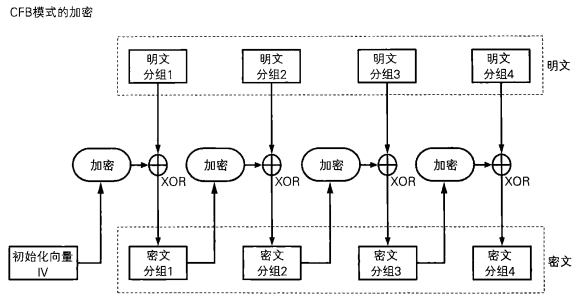 CFB模式的加密
明文
分组1
明文
分组2
明文
分组3
明文
分组4
明文
加密
XOR
加密
XOR
加密
XOR
加密
XOR
初始化向量
IV
密文
分组1
密文
分组2
密文
分组3
密文
分组4
密文